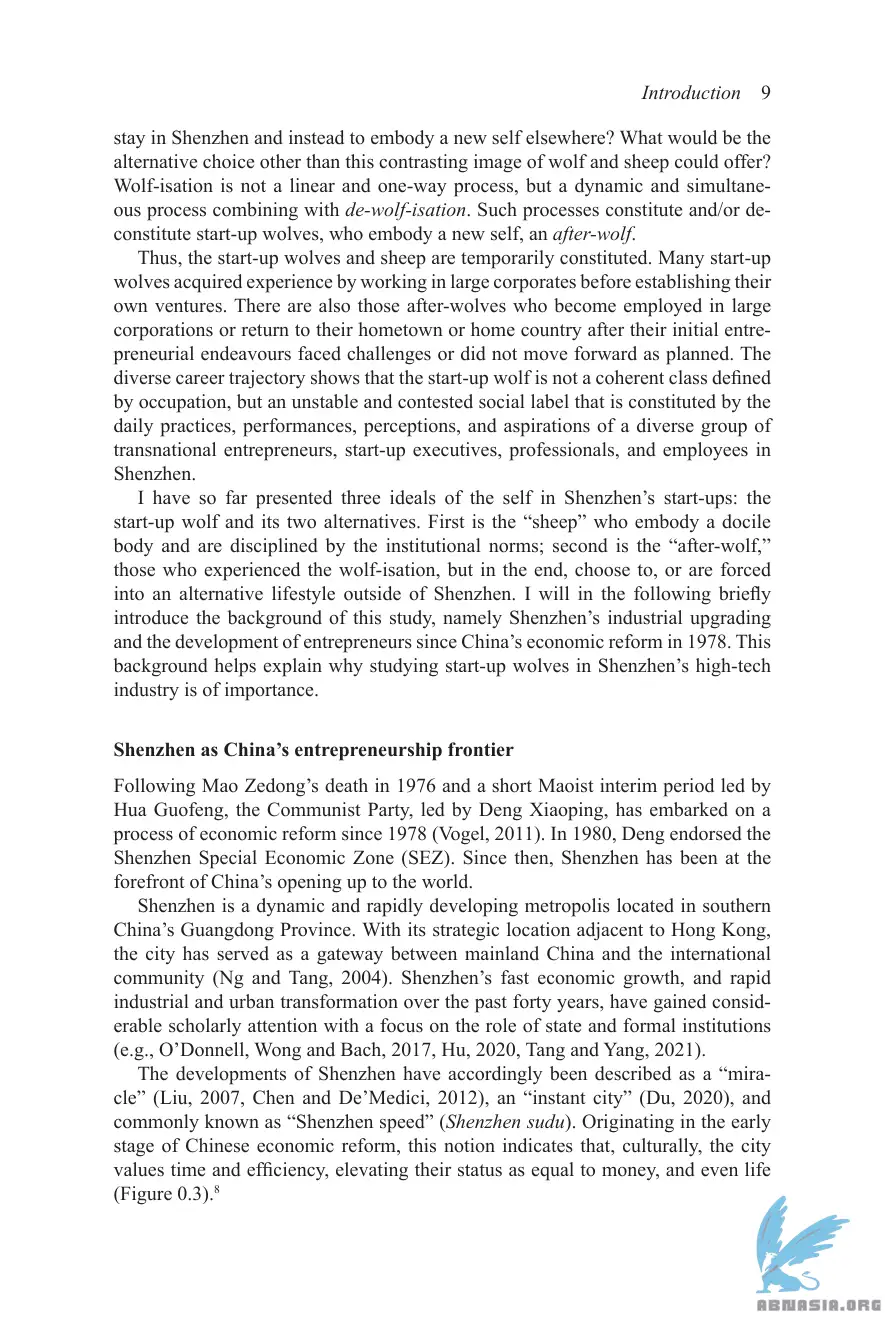 Introduction 9
stay in Shenzhen and instead to embody a new self elsewhere? What would be the
alternative choice other than this contrasting image of wolf and sheep could offer?
Wolf-isation is not a linear and one-way process, but a dynamic and simultane-
ous process combining with de-wolf-isation. Such processes constitute and/or de-
constitute start-up wolves, who embody a new self, an after-wolf.
Thus, the start-up wolves and sheep are temporarily constituted. Many start-up
wolves acquired experience by working in large corporates before establishing their
own ventures. There are also those after-wolves who become employed in large
corporations or return to their hometown or home country after their initial entre-
preneurial endeavours faced challenges or did not move forward as planned. The
diverse career trajectory shows that the start-up wolf is not a coherent class defined
by occupation, but an unstable and contested social label that is constituted by the
daily practices, performances, perceptions, and aspirations of a diverse group of
transnational entrepreneurs, start-up executives, professionals, and employees in
Shenzhen.
I have so far presented three ideals of the self in Shenzhen’s start-ups: the
start-up wolf and its two alternatives. First is the “sheep” who embody a docile
body and are disciplined by the institutional norms; second is the “after-wolf,”
those who experienced the wolf-isation, but in the end, choose to, or are forced
into an alternative lifestyle outside of Shenzhen. I will in the following briefly
introduce the background of this study, namely Shenzhen’s industrial upgrading
and the development of entrepreneurs since China’s economic reform in 1978. This
background helps explain why studying start-up wolves in Shenzhen’s high-tech
industry is of importance.
Shenzhen as China’s entrepreneurship frontier
Following Mao Zedong’s death in 1976 and a short Maoist interim period led by
Hua Guofeng, the Communist Party, led by Deng Xiaoping, has embarked on a
process of economic reform since 1978 (Vogel, 2011). In 1980, Deng endorsed the
Shenzhen Special Economic Zone (SEZ). Since then, Shenzhen has been at the
forefront of China’s opening up to the world.
Shenzhen is a dynamic and rapidly developing metropolis located in southern
China’s Guangdong Province. With its strategic location adjacent to Hong Kong,
the city has served as a gateway between mainland China and the international
community (Ng and Tang, 2004). Shenzhen’s fast economic growth, and rapid
industrial and urban transformation over the past forty years, have gained consid-
erable scholarly attention with a focus on the role of state and formal institutions
(e.g., O’Donnell, Wong and Bach, 2017, Hu, 2020, Tang and Yang, 2021).
The developments of Shenzhen have accordingly been described as a “mira-
cle” (Liu, 2007, Chen and De’Medici, 2012), an “instant city” (Du, 2020), and
commonly known as “Shenzhen speed” (Shenzhen sudu). Originating in the early
stage of Chinese economic reform, this notion indicates that, culturally, the city
values time and efficiency, elevating their status as equal to money, and even life
(Figure 0.3).⁸
ABNASIA.ORG